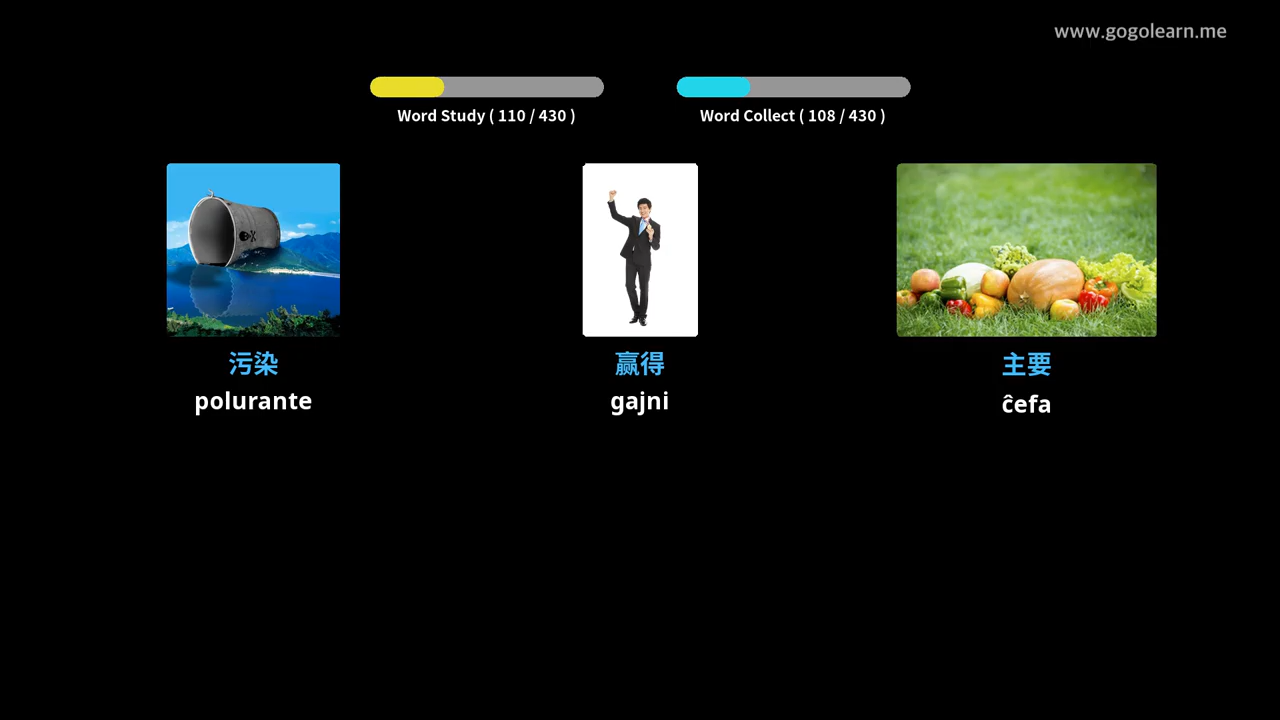 www.gogolearn.me
Word Study ( 110 / 430 )
Word Collect ( 108 / 430 )
污染
polurante
赢得
gajni
主要
ĉefa